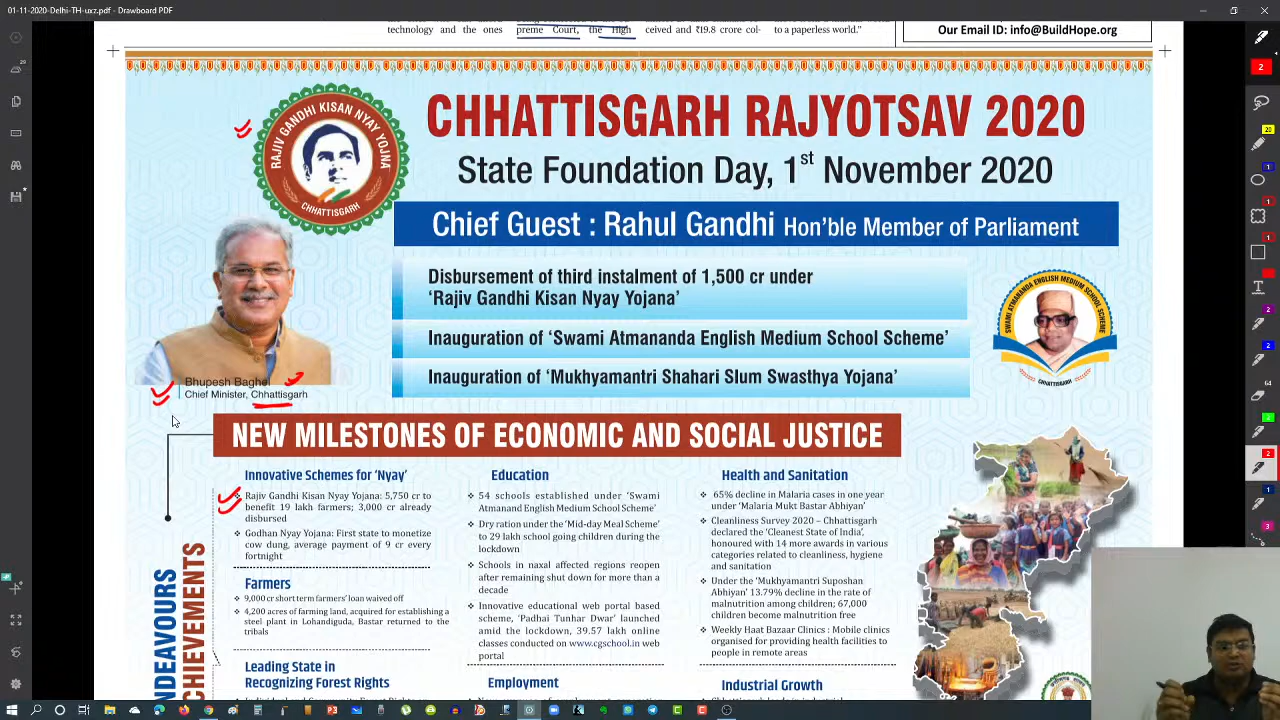 01-11-2020-Delhi-TH-uxz.pdf - Drawboard PDF
technology and the ones
preme Court, the High
ceived and ₹19.8 crore col-
to a paperless world."
Our Email ID: info@BuildHope.org
RAJIV GANDHI KISAN NYAY YOJNA
CHHATTISGARH
CHHATTISGARH RAJYOTSAV 2020
State Foundation Day, 1st November 2020
Chief Guest : Rahul Gandhi Hon'ble Member of Parliament
Disbursement of third instalment of 1,500 cr under
'Rajiv Gandhi Kisan Nyay Yojana'
Inauguration of 'Swami Atmananda English Medium School Scheme'
Inauguration of 'Mukhyamantri Shahari Slum Swasthya Yojana'
SWAMI ATMANANDA ENGLISH MEDIUM SCHOOL SCHEME
CHHATTISGARH
Bhupesh Baghel
Chief Minister, Chhattisgarh
NEW MILESTONES OF ECONOMIC AND SOCIAL JUSTICE
Innovative Schemes for 'Nyay'
Rajiv Gandhi Kisan Nyay Yojana: 5,750 cr to
benefit 19 lakh farmers; 3,000 cr already
disbursed
Godhan Nyay Yojana: First state to monetize
cow dung, average payment of 9 cr every
fortnight
Farmers
9,000 cr short term farmers' loan waived off
4,200 acres of farming land, acquired for establishing a
steel plant in Lohandiguda, Bastar returned to the
tribals
Leading State in
Recognizing Forest Rights
Education
54 schools established under 'Swami
Atmanand English Medium School Scheme'
Dry ration under the 'Mid-day Meal Scheme'
to 29 lakh school going children during the
lockdown
Schools in naxal affected regions reopen
after remaining shut down for more than a
decade
Innovative educational web portal based
scheme, 'Padhai Tunhar Dwar' launched
amid the lockdown, 39.57 lakh online
classes conducted on www.cgschool.in web
portal
Employment
Health and Sanitation
65% decline in Malaria cases in one year
under 'Malaria Mukt Bastar Abhiyan'
Cleanliness Survey 2020 – Chhattisgarh
declared the 'Cleanest State of India',
honoured with 14 more awards in various
categories related to cleanliness, hygiene
and sanitation
Under the 'Mukhyamantri Suposhan
Abhiyan' 13.79% decline in the rate of
malnutrition among children; 67,000
children become malnutrition free
Weekly Haat Bazaar Clinics : Mobile clinics
organised for providing health facilities to
people in remote areas
Industrial Growth